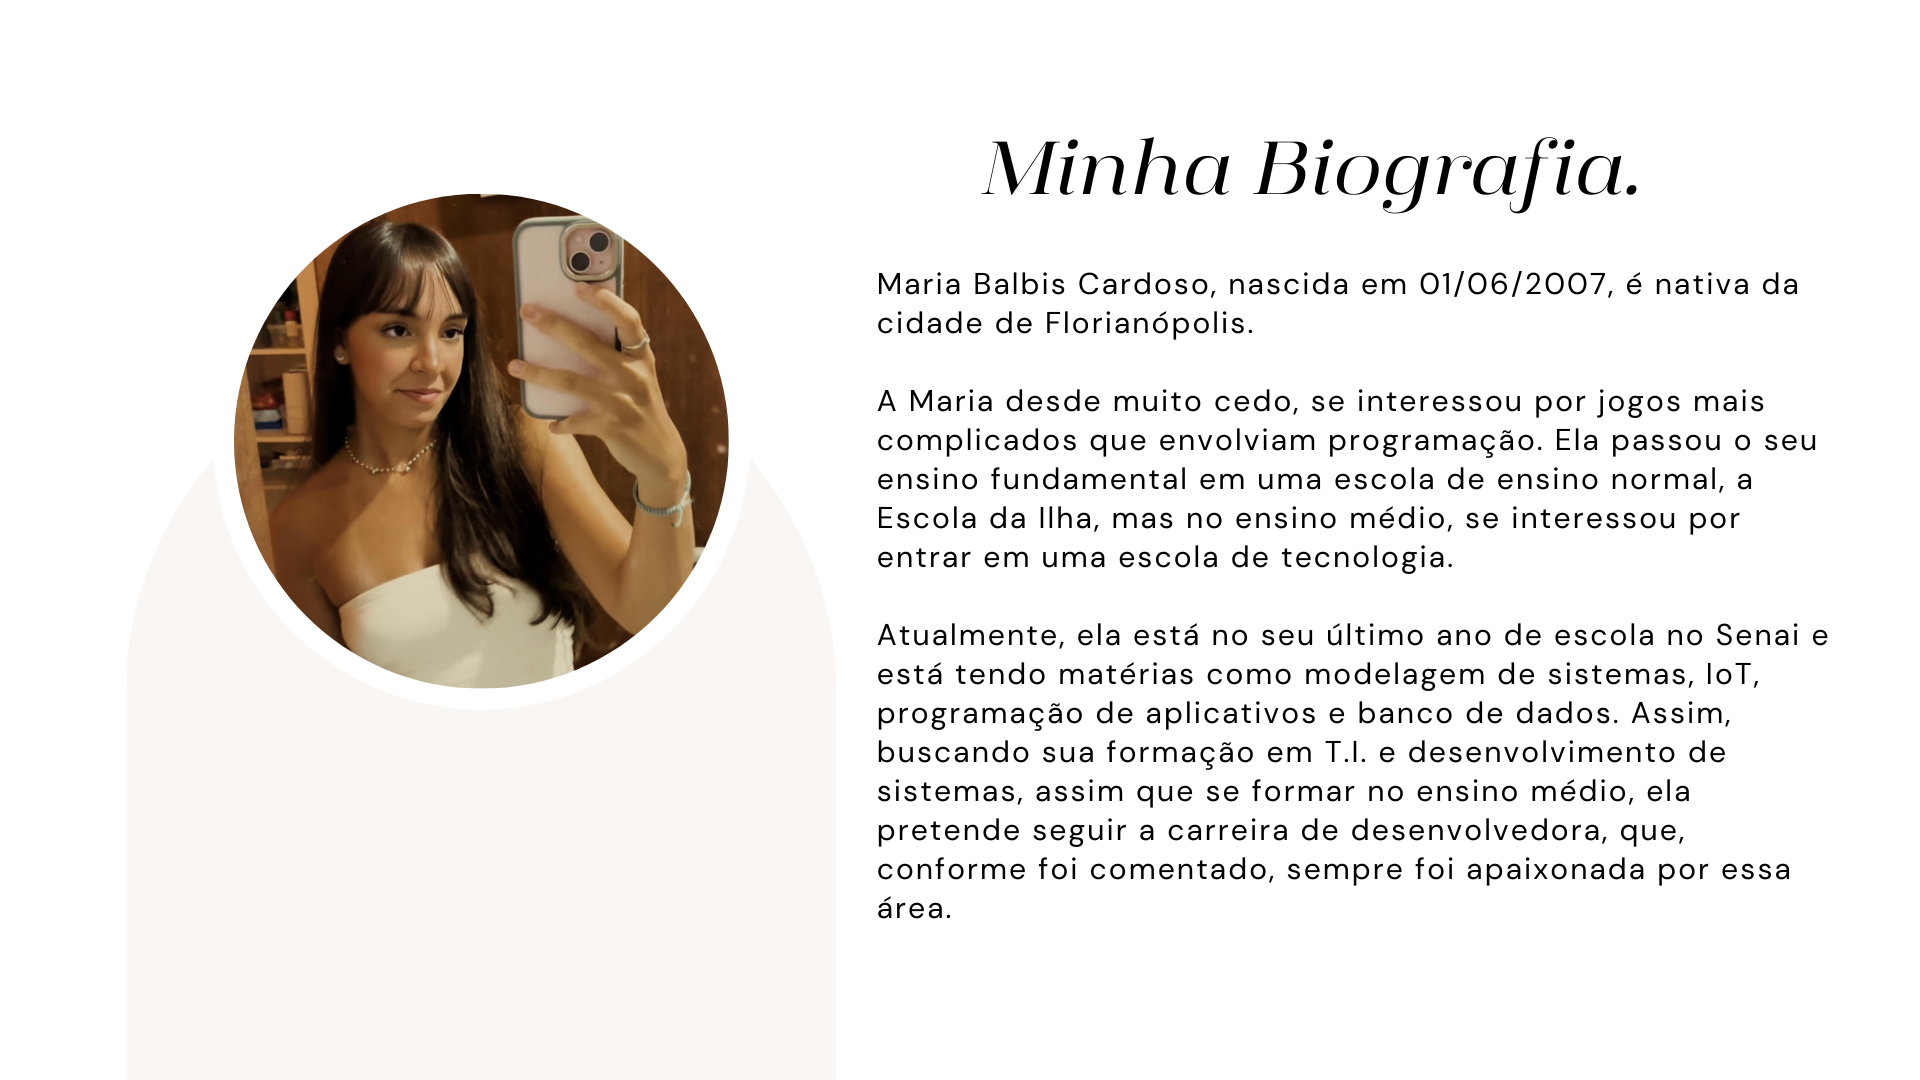 Minha Biografia.
Maria Balbis Cardoso, nascida em 01/06/2007, é nativa da
cidade de Florianópolis.
A Maria desde muito cedo, se interessou por jogos mais
complicados que envolviam programação. Ela passou o seu
ensino fundamental em uma escola de ensino normal, a
Escola da Ilha, mas no ensino médio, se interessou por
entrar em uma escola de tecnologia.
Atualmente, ela está no seu último ano de escola no Senai e
está tendo matérias como modelagem de sistemas, IoT,
programação de aplicativos e banco de dados. Assim,
buscando sua formação em T.I. e desenvolvimento de
sistemas, assim que se formar no ensino médio, ela
pretende seguir a carreira de desenvolvedora, que,
conforme foi comentado, sempre foi apaixonada por essa
área.